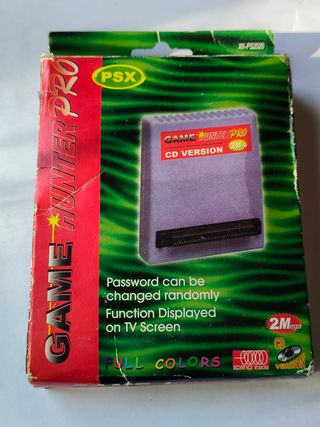 XK-PS2020
PSX
GAME HUNTER PRO
GAME HUNTER PRO
CD VERSION 2M
Password can be
changed randomly
Function Displayed
on TV Screen
2Mega
FULL COLORS
CD
VERSION